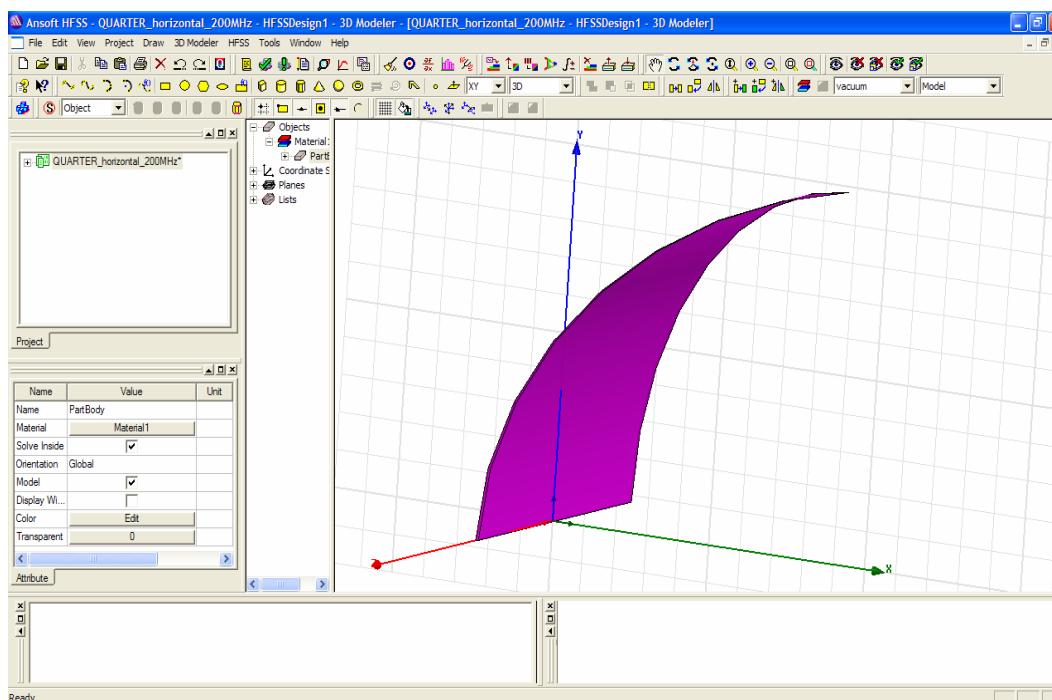 Ansoft HFSS - QUARTER_horizontal_200MHz - HFSSDesign1 - 3D Modeler - [QUARTER_horizontal_200MHz - HFSSDesign1 - 3D Modeler]
File Edit View Project Draw 3D Modeler HFSS Tools Window Help
XY 3D vacuum Model
Object
QUARTER_horizontal_200MHz*
Project
Objects
Material1
PartB
Coordinate S
Planes
Lists
Name Value Unit
Name PartBody
Material Material1
Solve Inside
Orientation Global
Model
Display Wi...
Color Edit
Transparent 0
Attribute
Y
X
Ready